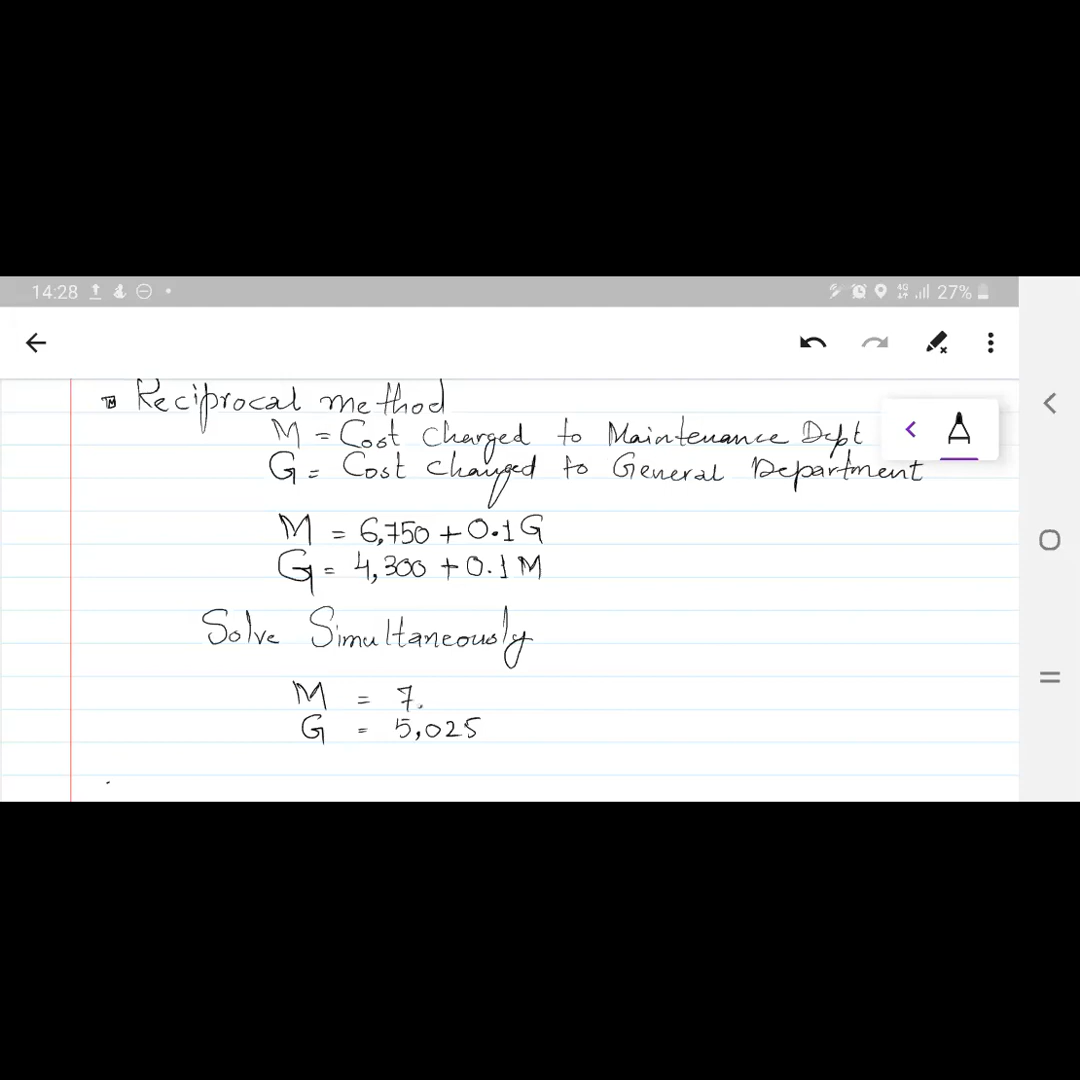 14:28
4G 27%
Reciprocal method
M = Cost charged to Maintenance Dept
G = Cost charged to General Department
M = 6,750 + 0.1G
G = 4,300 + 0.1M
Solve Simultaneously
M = 7,
G = 5,025